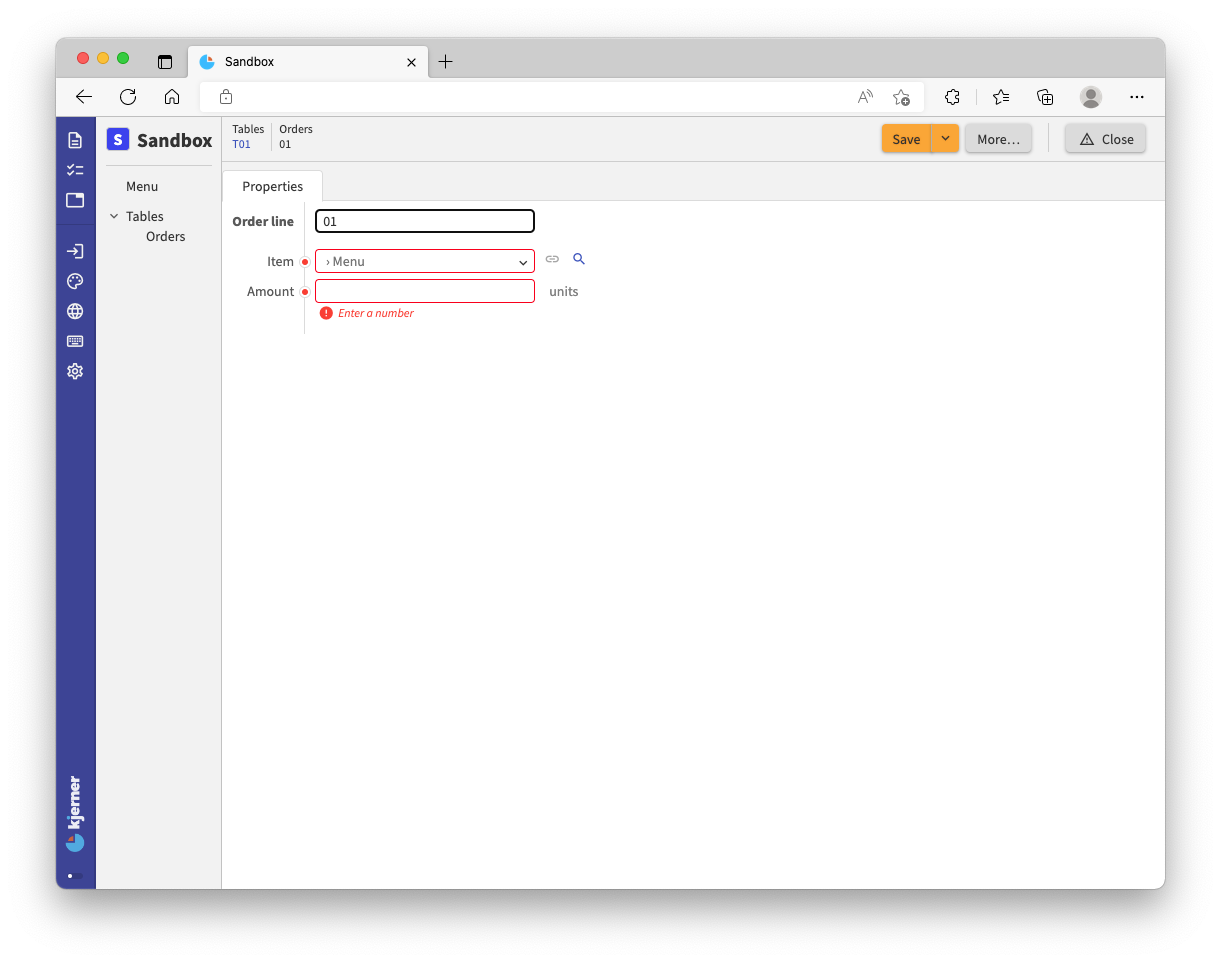 Sandbox
S Sandbox
Menu
Tables
Orders
Tables
T01
Orders
01
Save
More…
Close
Properties
Order line
01
Item
› Menu
Amount
units
Enter a number
kjerner